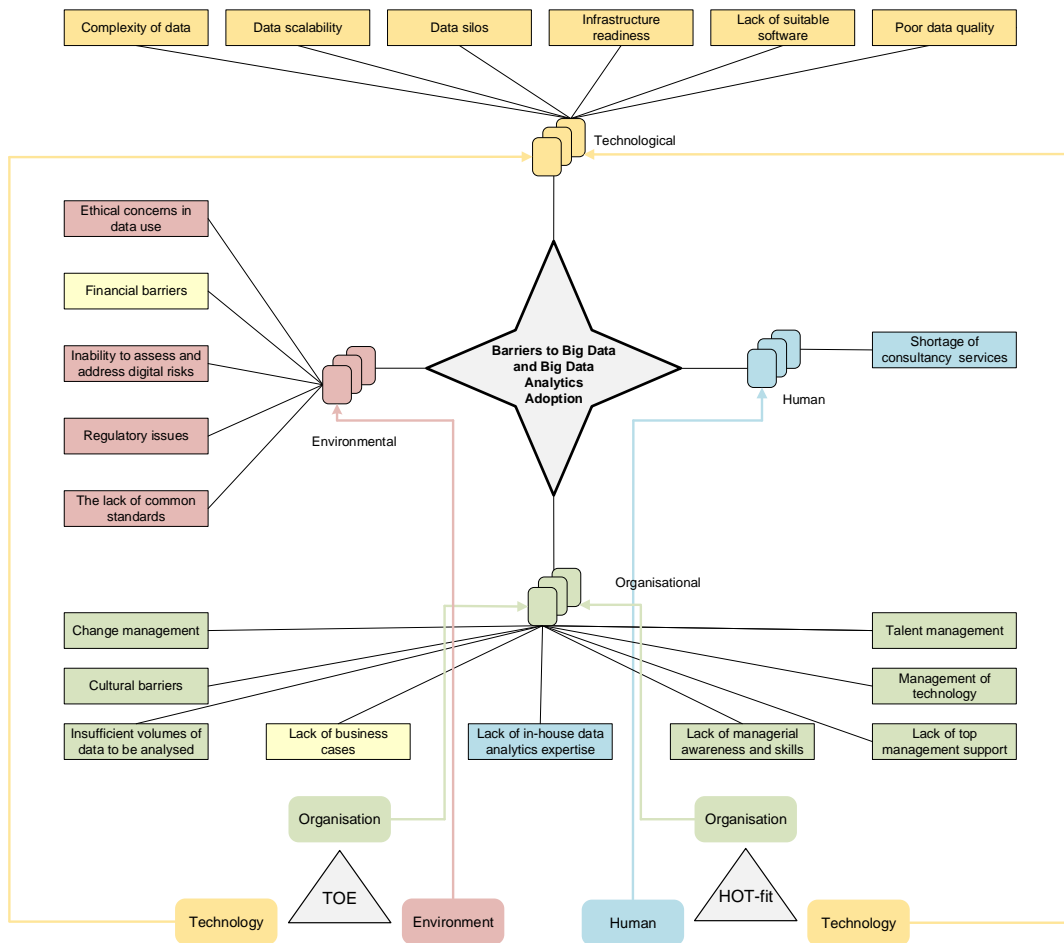 Complexity of data
Data scalability
Data silos
Infrastructure
readiness
Lack of suitable
software
Poor data quality
Technological
Ethical concerns in
data use
Financial barriers
Inability to assess and
address digital risks
Regulatory issues
The lack of common
standards
Environmental
Barriers to Big Data
and Big Data
Analytics
Adoption
Human
Shortage of
consultancy services
Organisational
Change management
Talent management
Cultural barriers
Management of
technology
Insufficient volumes of
data to be analysed
Lack of business
cases
Lack of in-house data
analytics expertise
Lack of managerial
awareness and skills
Lack of top
management support
Organisation
Organisation
TOE
HOT-fit
Technology
Environment
Human
Technology